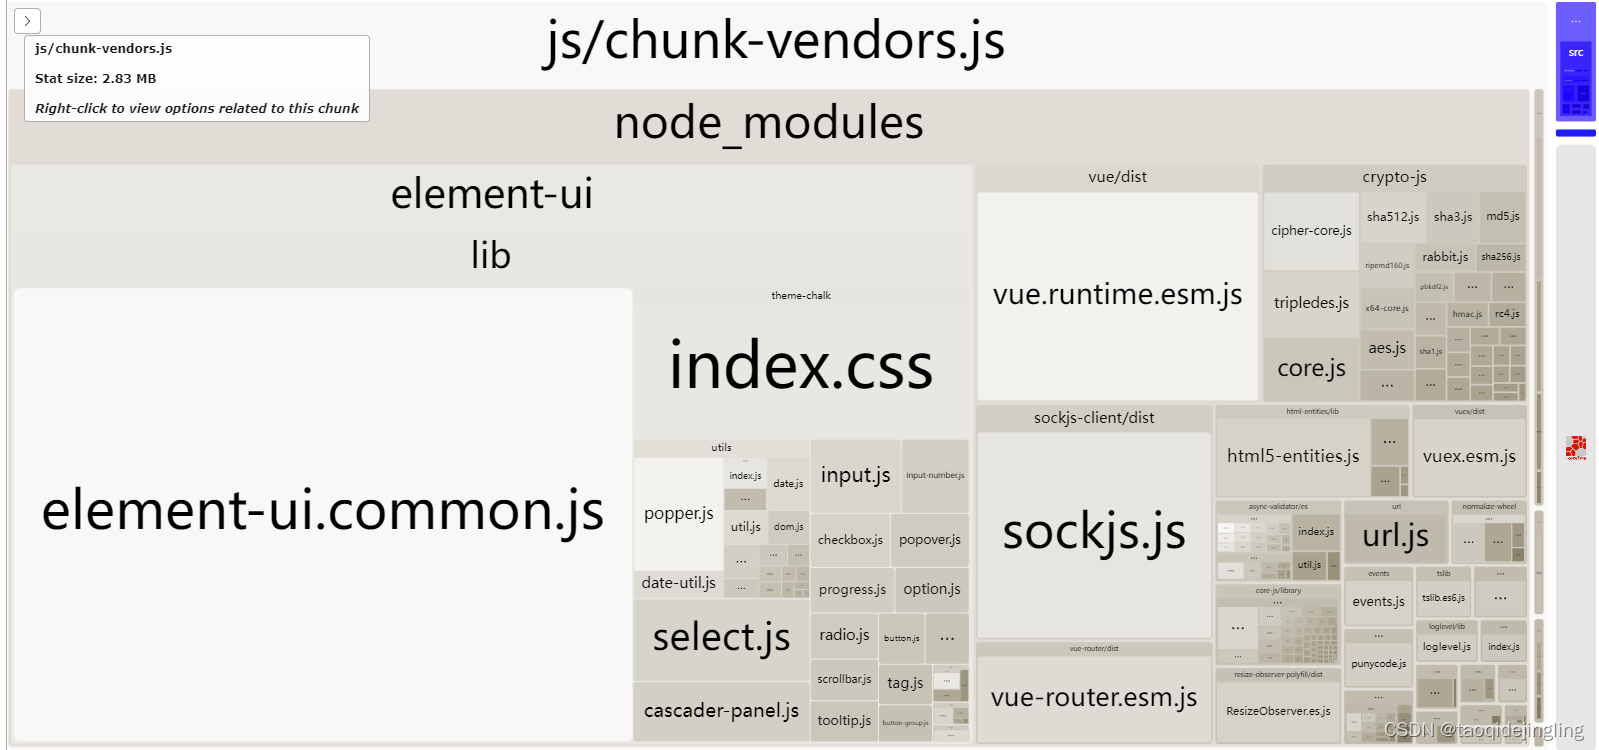 js/chunk-vendors.js
js/chunk-vendors.js
Stat size: 2.83 MB
Right-click to view options related to this chunk
...
src
node_modules
element-ui
lib
element-ui.common.js
theme-chalk
index.css
utils
popper.js
...
index.js
...
date.js
util.js
dom.js
...
...
...
...
...
...
date-util.js
select.js
cascader-panel.js
input.js
input-number.js
checkbox.js
popover.js
progress.js
option.js
radio.js
button.js
...
scrollbar.js
tag.js
...
tooltip.js
button-group.js
...
...
vue/dist
vue.runtime.esm.js
crypto-js
cipher-core.js
tripledes.js
core.js
sha512.js
sha3.js
md5.js
ripemd160.js
rabbit.js
sha256.js
pbkdf2.js
...
...
x64-core.js
...
hmac.js
rc4.js
aes.js
sha1.js
...
...
sockjs-client/dist
sockjs.js
vue-router/dist
vue-router.esm.js
html-entities/lib
html5-entities.js
...
...
vuex/dist
vuex.esm.js
async-validator/es
...
index.js
...
util.js
...
url
url.js
normalize-wheel
...
...
...
core-js/library
...
...
...
events
events.js
tslib
tslib.es6.js
...
...
...
punycode.js
loglevel/lib
loglevel.js
...
index.js
resize-observer-polyfill/dist
ResizeObserver.es.js
...
...
...
...
CSDN @taoqidejingling